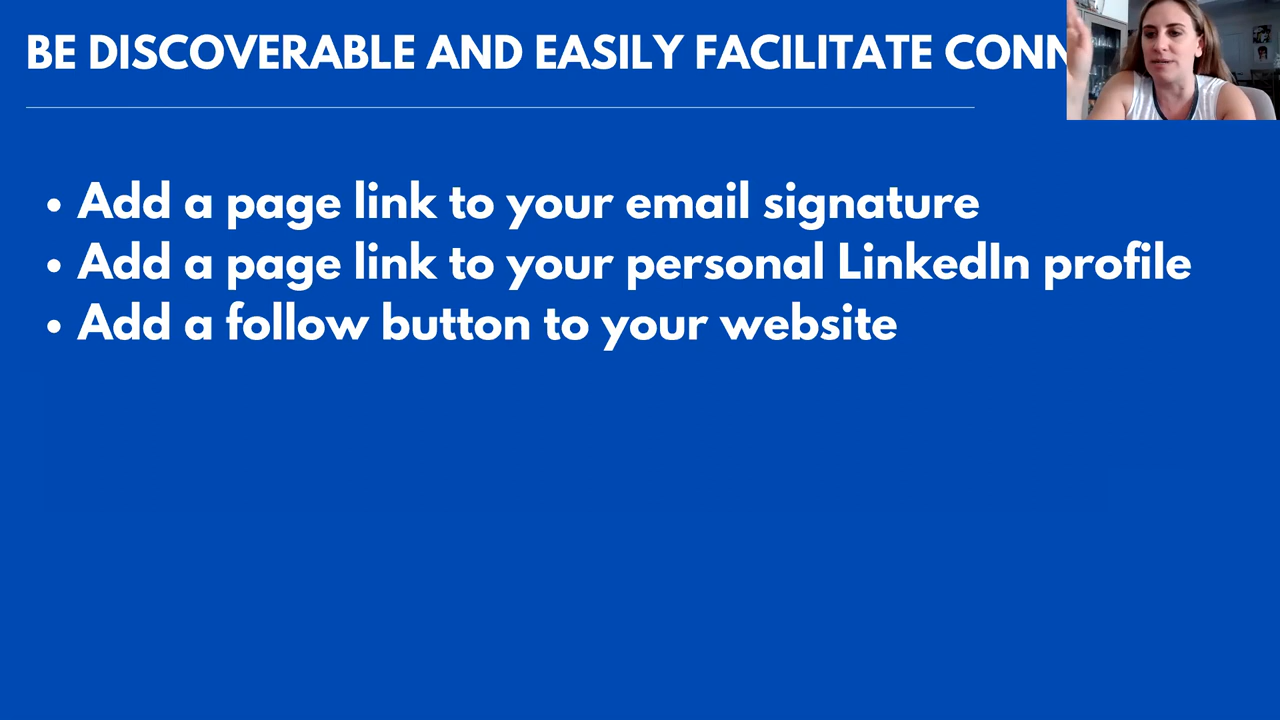 BE DISCOVERABLE AND EASILY FACILITATE
• Add a page link to your email signature
• Add a page link to your personal LinkedIn profile
• Add a follow button to your website